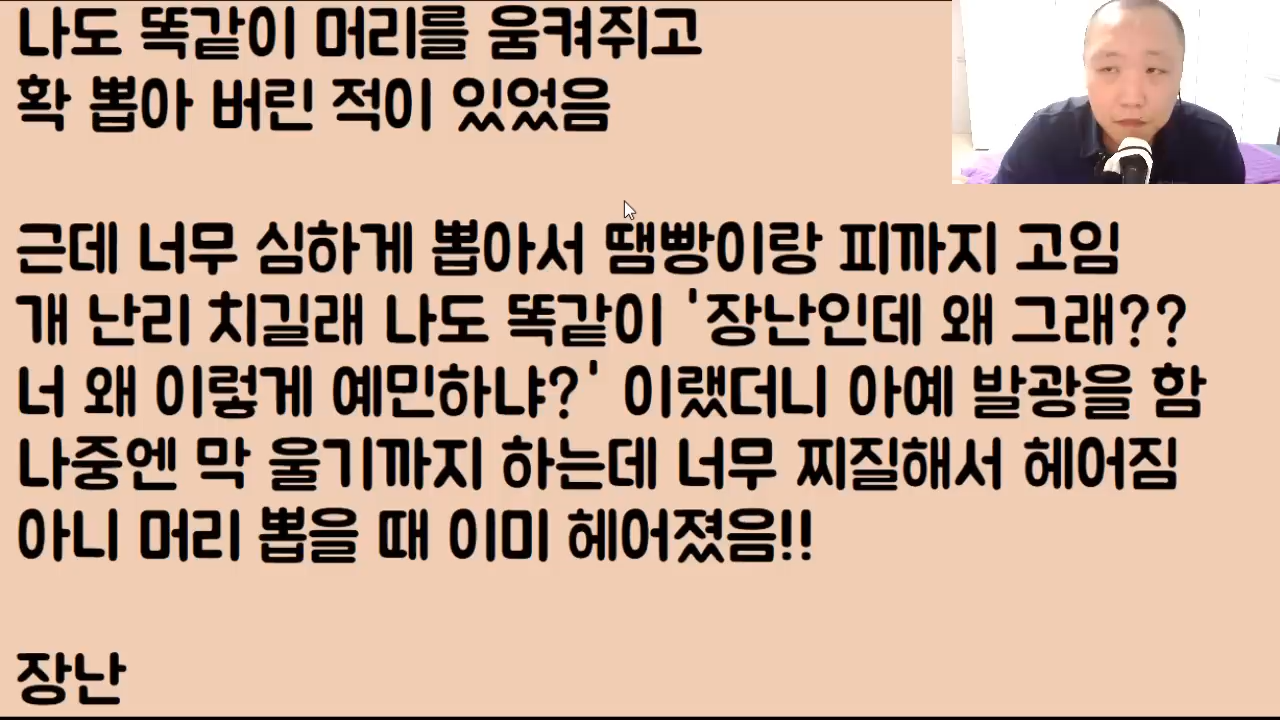 나도 똑같이 머리를 움켜쥐고
확 뽑아 버린 적이 있었음
근데 너무 심하게 뽑아서 땜빵이랑 피까지 고임
개 난리 치길래 나도 똑같이 '장난인데 왜 그래??
너 왜 이렇게 예민하냐?' 이랬더니 아예 발광을 함
나중엔 막 울기까지 하는데 너무 찌질해서 헤어짐
아니 머리 뽑을 때 이미 헤어졌음!!
장난